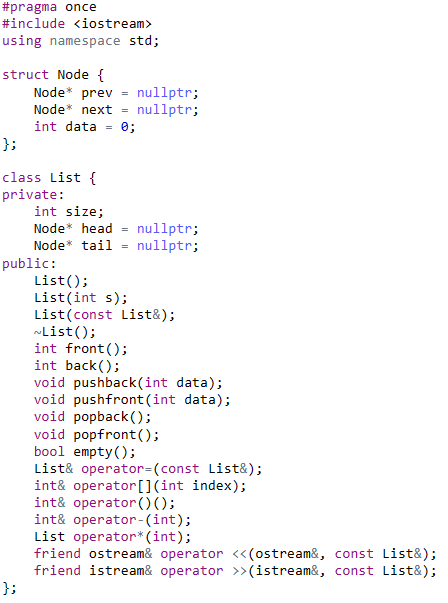 #pragma once
#include <iostream>
using namespace std;

struct Node {
    Node* prev = nullptr;
    Node* next = nullptr;
    int data = 0;
};

class List {
private:
    int size;
    Node* head = nullptr;
    Node* tail = nullptr;
public:
    List();
    List(int s);
    List(const List&);
    ~List();
    int front();
    int back();
    void pushback(int data);
    void pushfront(int data);
    void popback();
    void popfront();
    bool empty();
    List& operator=(const List&);
    int& operator[](int index);
    int& operator()();
    int& operator-(int);
    List operator*(int);
    friend ostream& operator <<(ostream&, const List&);
    friend istream& operator >>(istream&, const List&);
};